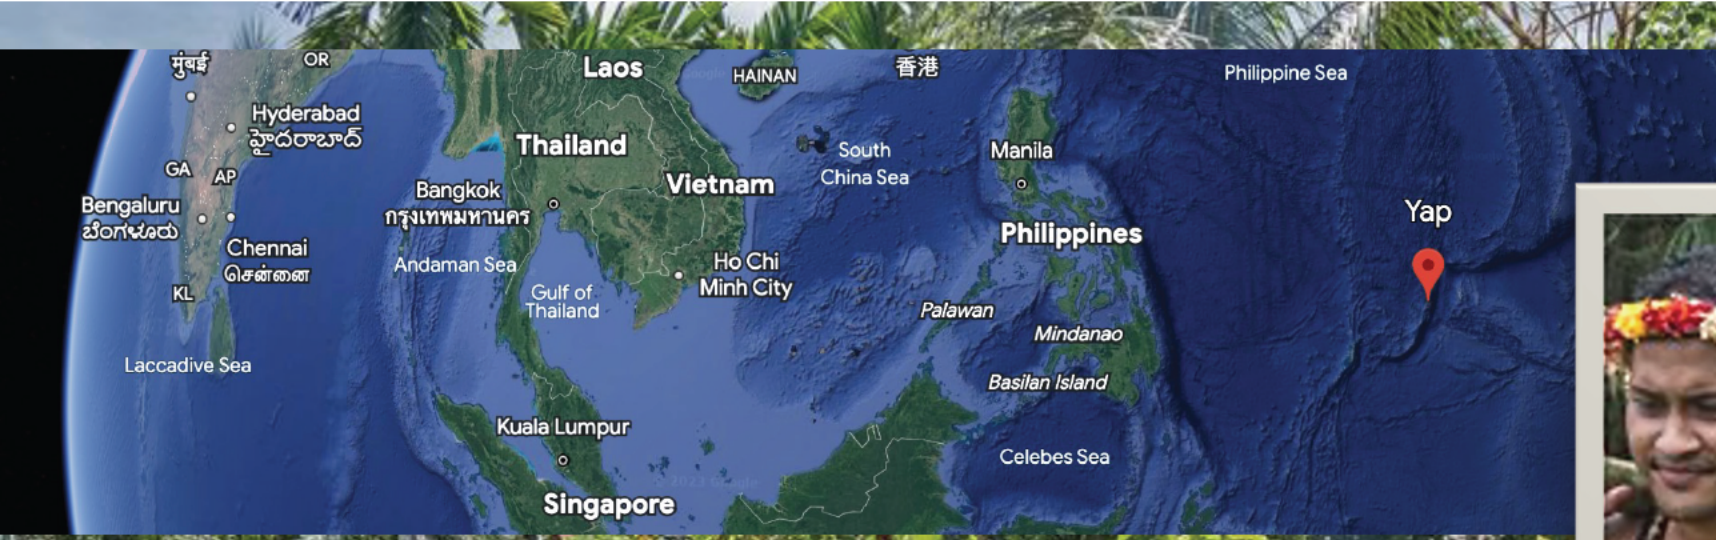 मुंबई
OR
Hyderabad
హైదరాబాద్
GA
AP
Bengaluru
ಬೆಂಗಳೂರು
Chennai
சென்னை
KL
Laccadive Sea
Laos
HAINAN
香港
Thailand
Vietnam
Bangkok
กรุงเทพมหานคร
Andaman Sea
Gulf of
Thailand
Ho Chi
Minh City
South
China Sea
Manila
Philippines
Philippine Sea
Yap
Palawan
Mindanao
Basilan Island
Kuala Lumpur
Celebes Sea
Singapore
© 2023 Google
Google